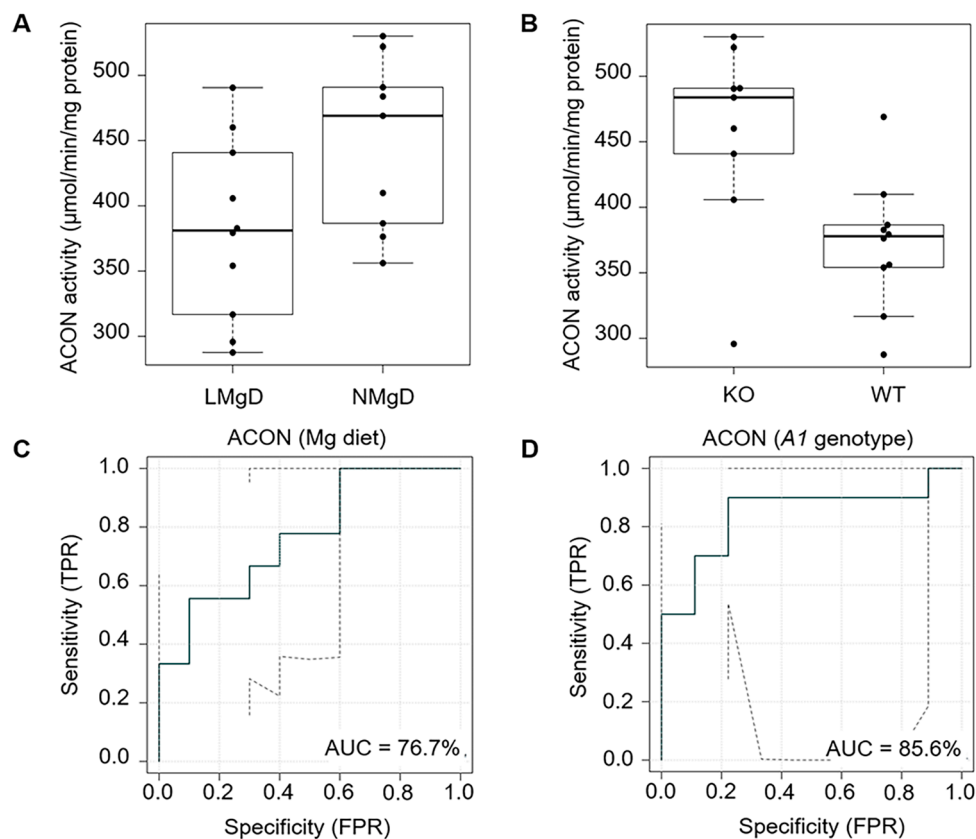 A
ACON activity (μmol/min/mg protein)
500
450
400
350
300
LMgD NMgD
B
ACON activity (μmol/min/mg protein)
500
450
400
350
300
KO WT
C
ACON (Mg diet)
Sensitivity (TPR)
1.0
0.8
0.6
0.4
0.2
0.0
AUC = 76.7%
0.0 0.2 0.4 0.6 0.8 1.0
Specificity (FPR)
D
ACON (A1 genotype)
Sensitivity (TPR)
1.0
0.8
0.6
0.4
0.2
0.0
AUC = 85.6%
0.0 0.2 0.4 0.6 0.8 1.0
Specificity (FPR)